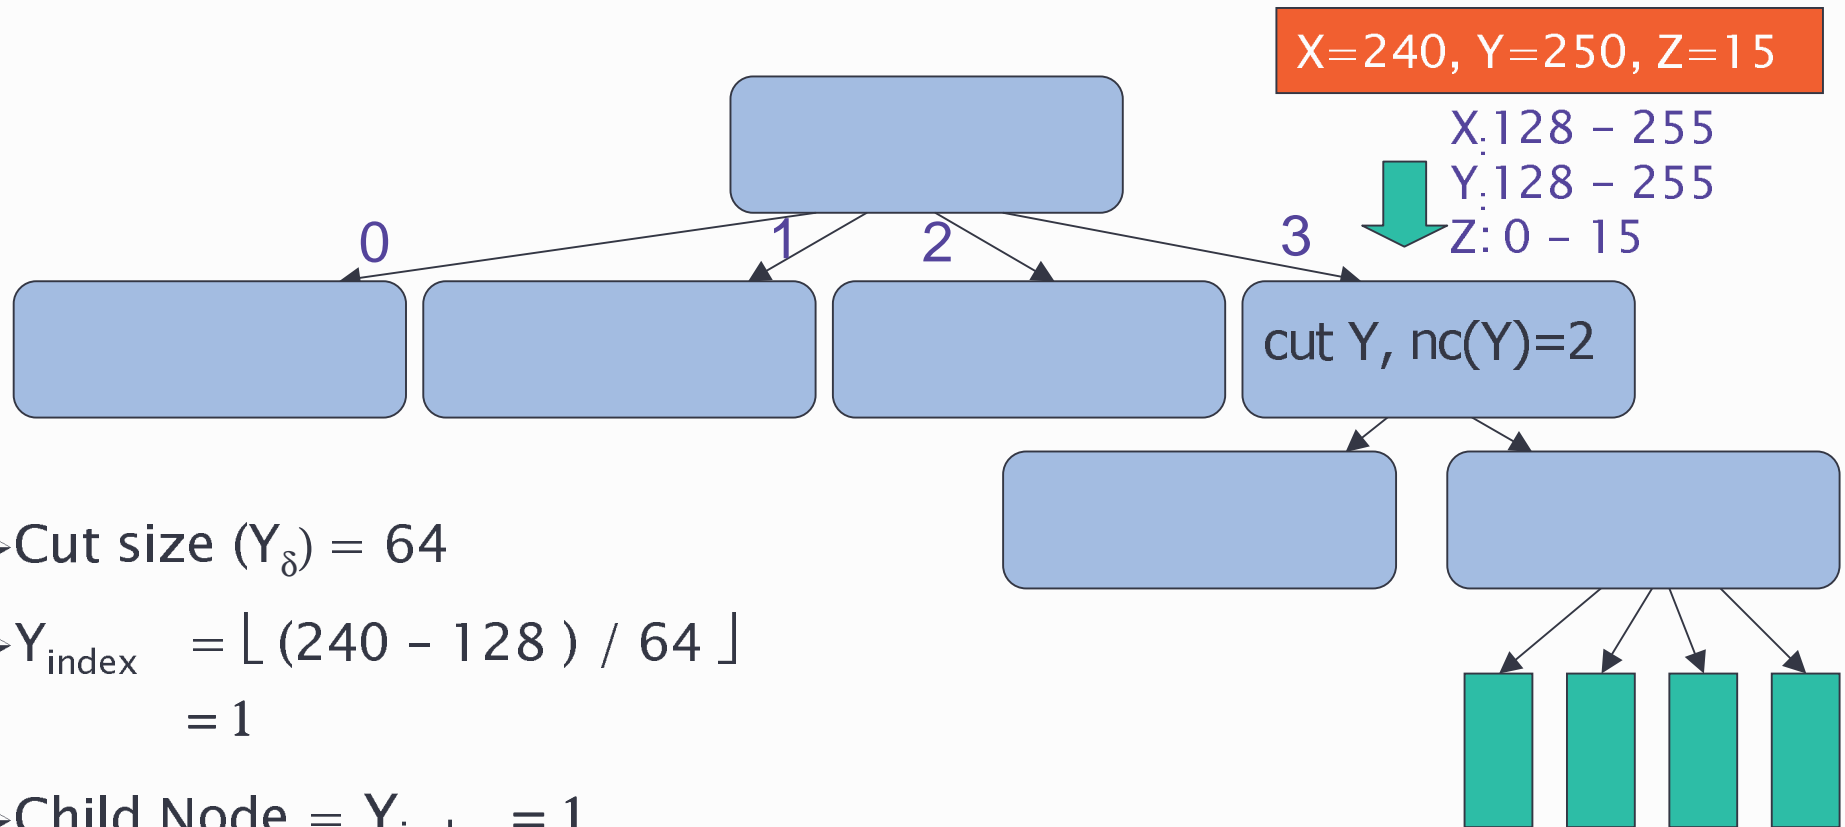 X=240, Y=250, Z=15
X:128 – 255
Y:128 – 255
Z: 0 – 15
0
1
2
3
cut Y, nc(Y)=2
➢Cut size (Yδ) = 64
➢Yindex = ⌊ (240 – 128 ) / 64 ⌋
= 1
➢Child Node = Yindex = 1